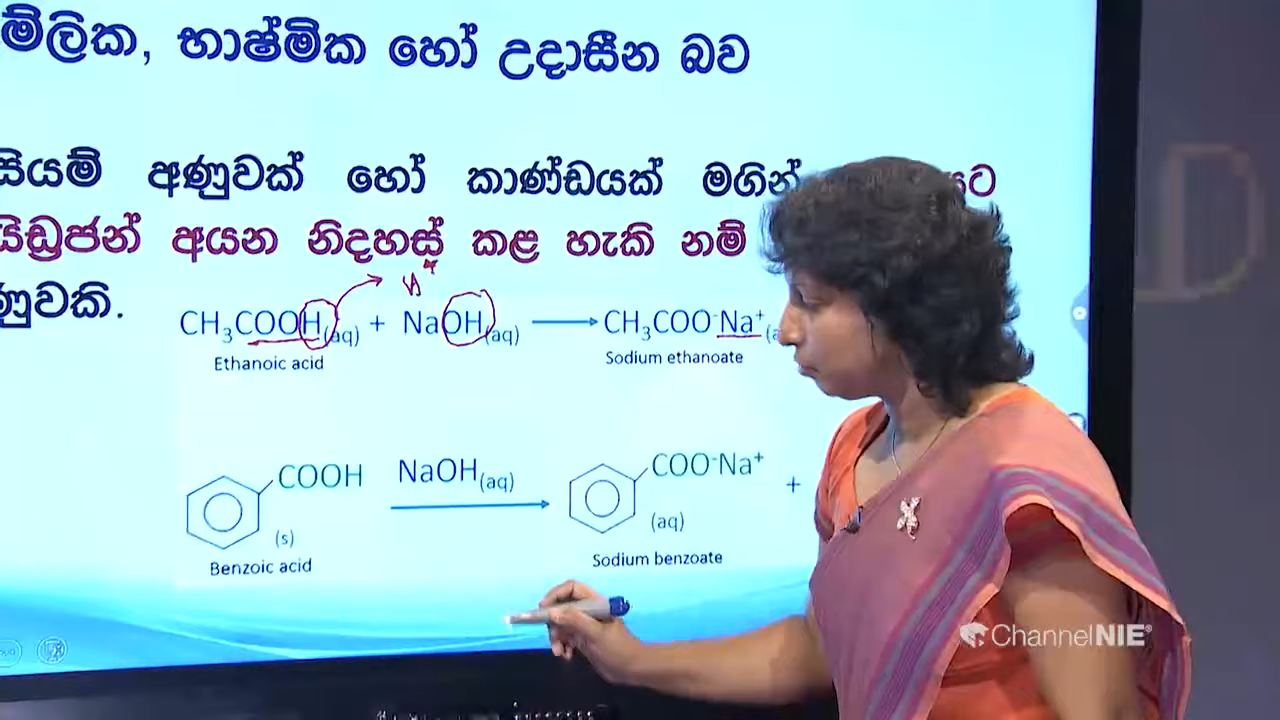 ම්ලික, භාෂ්මික හෝ උදාසීන බව
සියම් අණුවක් හෝ කාණ්ඩයක් මගින්
යිඩ්‍රජන් අයන නිදහස් කළ හැකි නම්
ණුවකි.
CH₃COOH(aq) + NaOH(aq) → CH₃COO⁻Na⁺
Ethanoic acid Sodium ethanoate
COOH NaOH(aq) COO⁻Na⁺ +
(s) (aq)
Benzoic acid Sodium benzoate
ChannelNIE
D